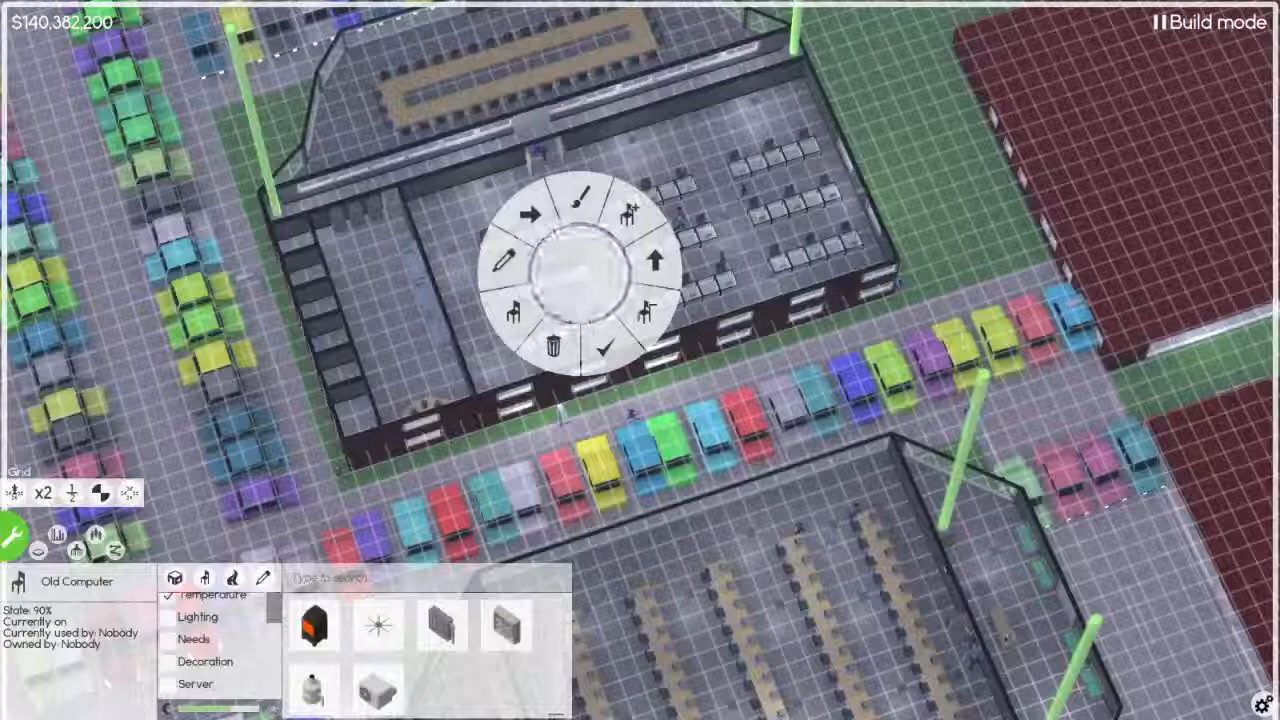 $140,382,200
Build mode
Grid
x2
1/2
Old Computer
State: 90%
Currently on
Currently used by: Nobody
Owned by: Nobody
Temperature
Lighting
Needs
Decoration
Server
Type to search...